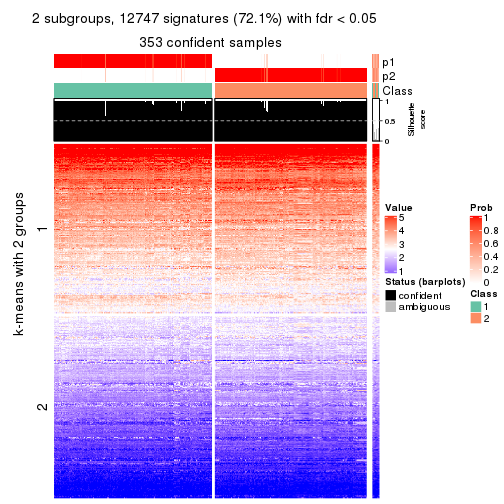 2 subgroups, 12747 signatures (72.1%) with fdr < 0.05
353 confident samples
p1
p2
Class
1
0.5
0
Silhouette
score
k-means with 2 groups
1
2
Value
5
4
3
2
1
Status (barplots)
confident
ambiguous
Prob
1
0.8
0.6
0.4
0.2
0
Class
1
2